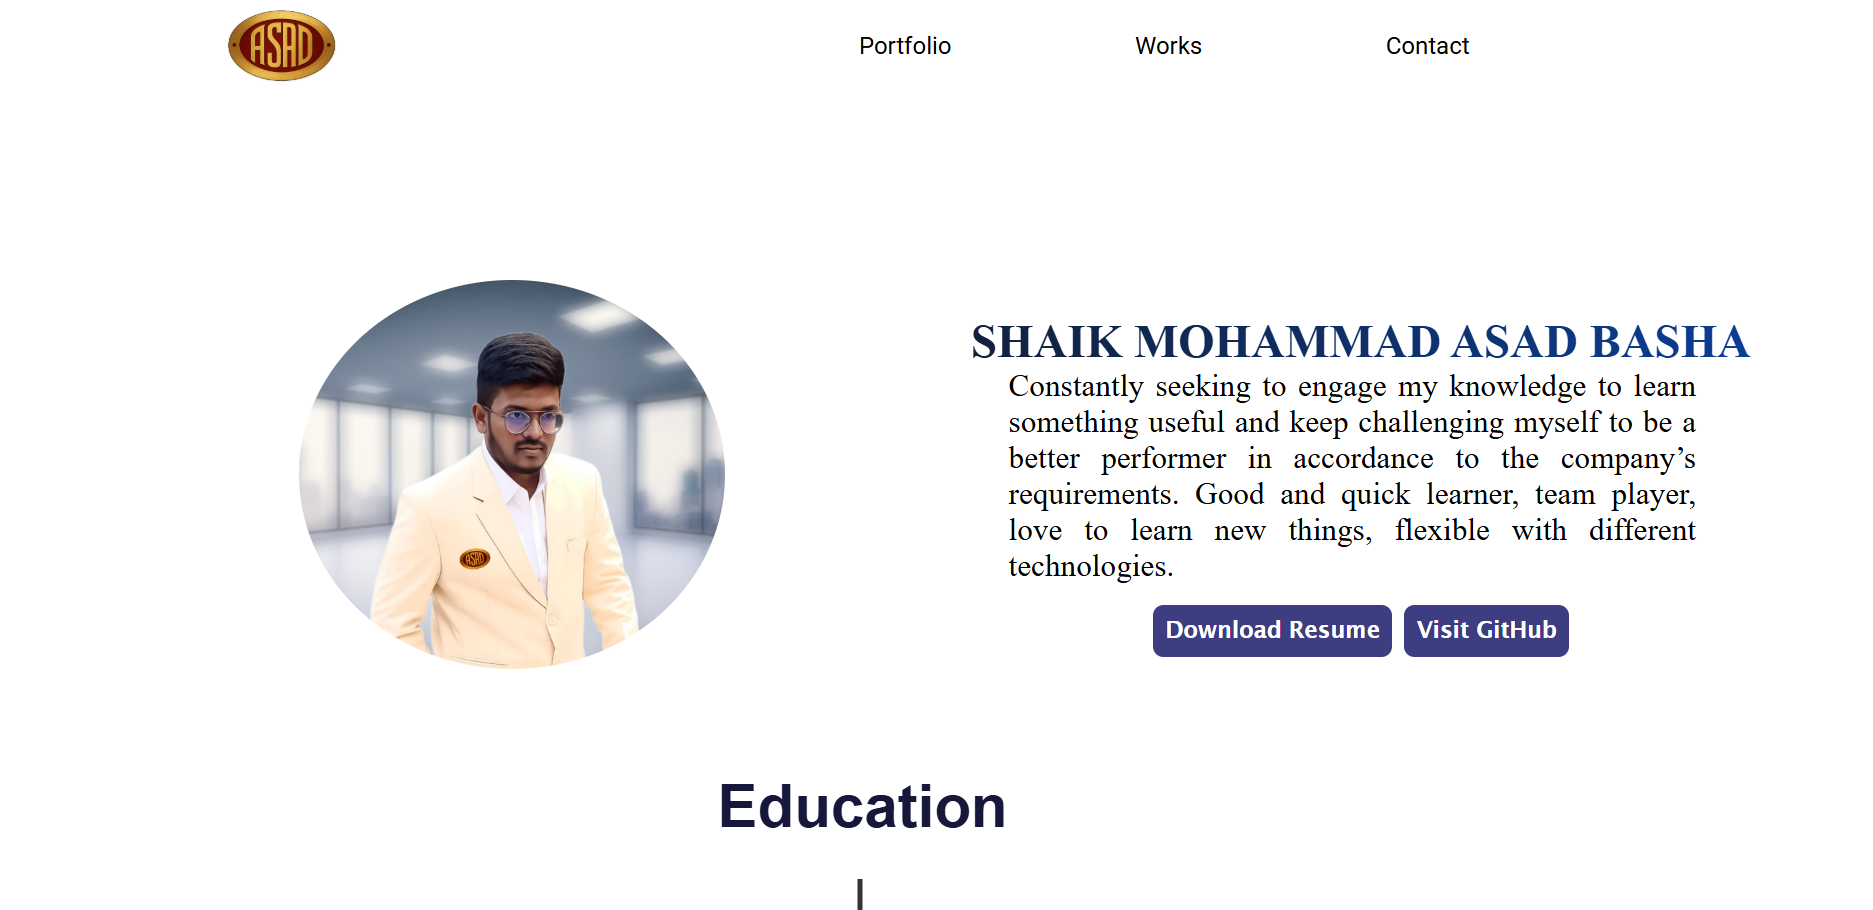 ASAD
Portfolio Works Contact
SHAIK MOHAMMAD ASAD BASHA
Constantly seeking to engage my knowledge to learn
something useful and keep challenging myself to be a
better performer in accordance to the company’s
requirements. Good and quick learner, team player,
love to learn new things, flexible with different
technologies.
ASAD
Download Resume Visit GitHub
Education